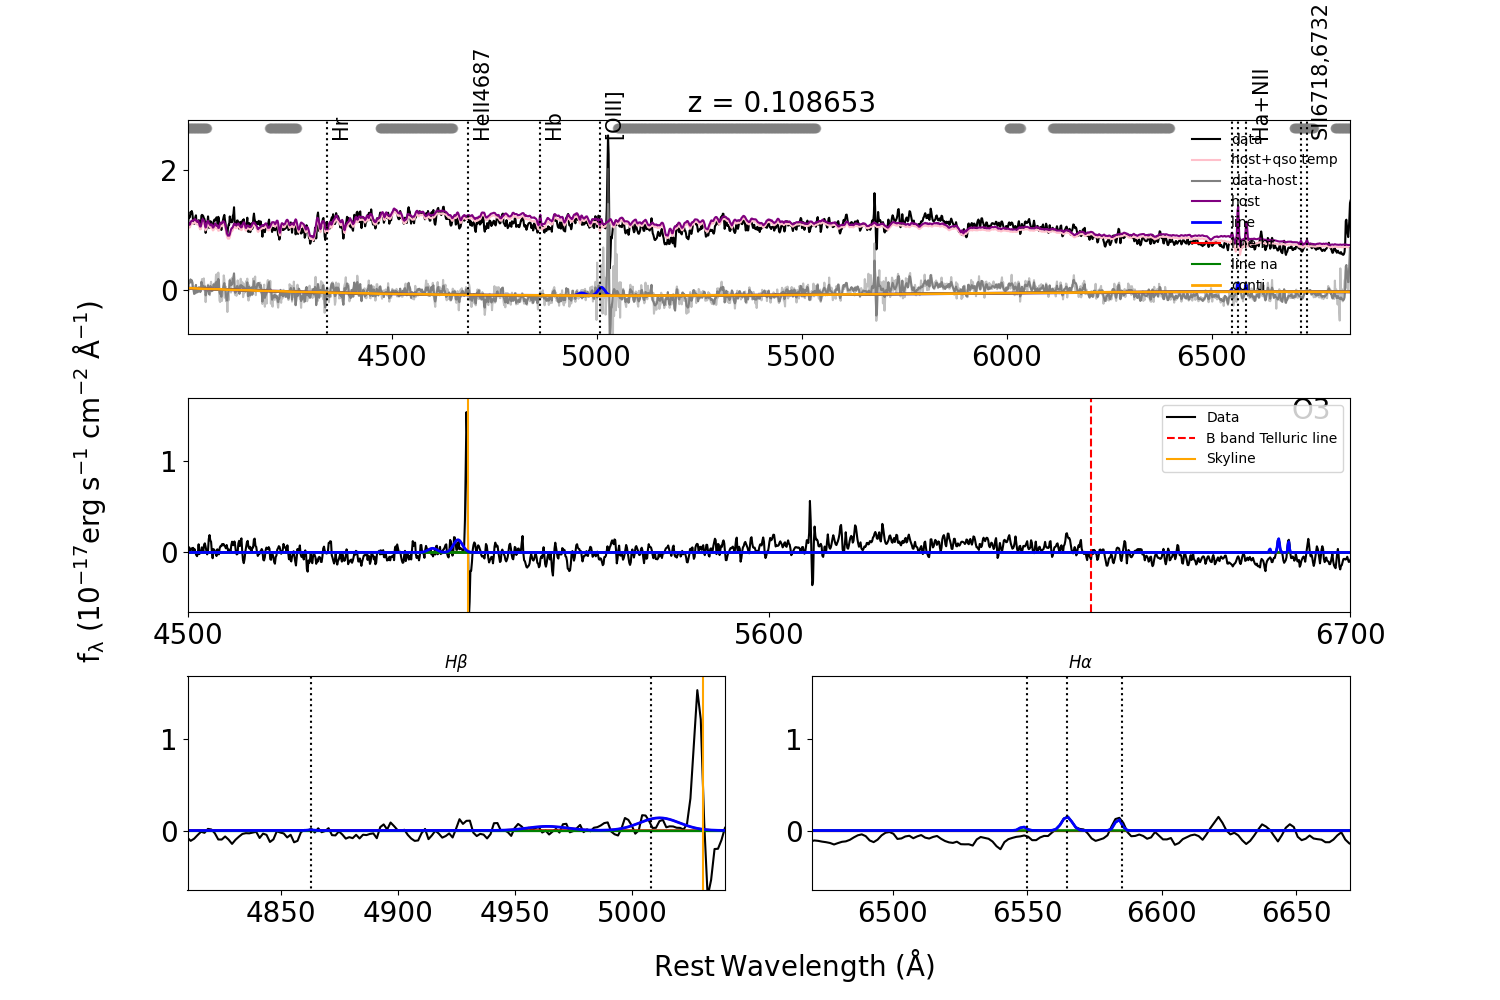 z = 0.108653
Hr
HeII4687
Hb
[OIII]
Ha+NII
SII6718,6732
data
host+qso temp
data-host
host
line
line na
conti
2
0
4500 5000 5500 6000 6500
O3
Data
B band Telluric line
Skyline
1
0
4500 5600 6700
fλ (10−17erg s−1 cm−2 Å−1)
Hβ
1
0
4850 4900 4950 5000
Hα
1
0
6500 6550 6600 6650
Rest Wavelength (Å)